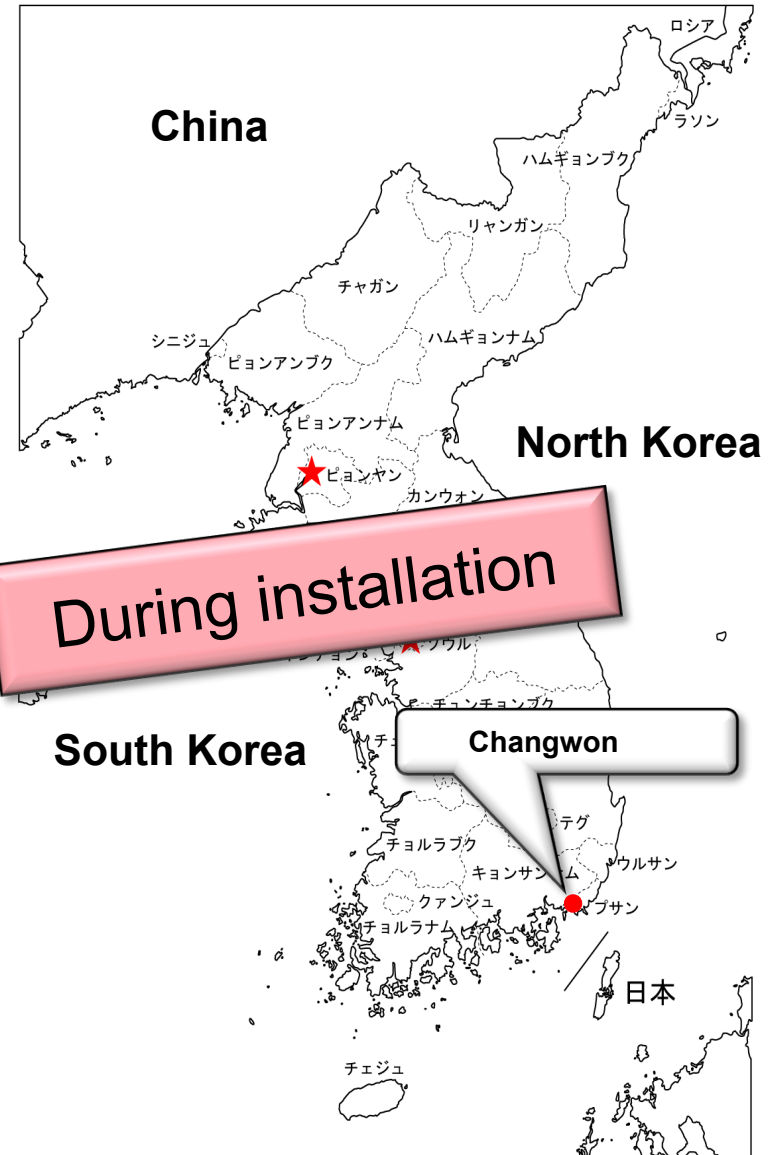 ロシア
China
ラソン
ハムギョンブク
リャンガン
チャガン
シニジュ
ハムギョンナム
ピョンアンブク
ピョンアンナム
North Korea
ピョンヤン
カンウォン
During installation
ソウル
South Korea
Changwon
テグ
チョルラブク
ウルサン
クァンジュ
プサン
チョルラナム
日本
チェジュ